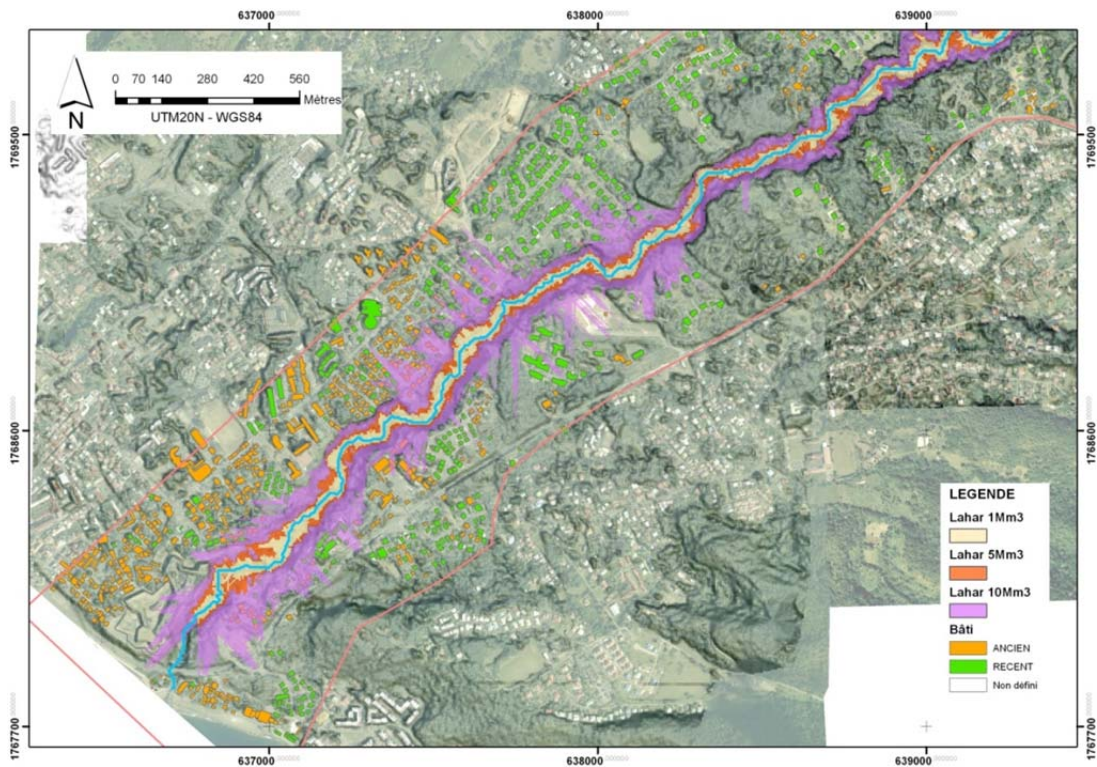 637000 638000 639000
0 70 140 280 420 560
Mètres
N
UTM20N - WGS84
1769500 1769500
1768600 1768600
1767700 1767700
LEGENDE
Lahar 1Mm3
Lahar 5Mm3
Lahar 10Mm3
Bâti
ANCIEN
RECENT
Non défini
637000 638000 639000